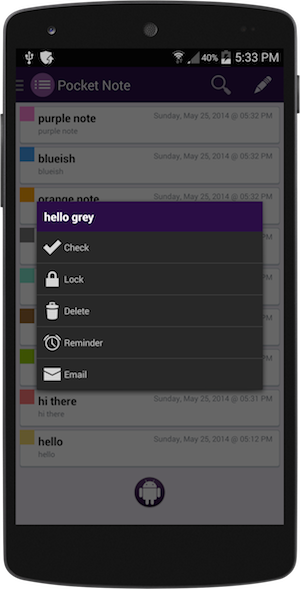 40% 5:33 PM
Pocket Note
purple note Sunday, May 25, 2014 @ 05:32 PM
purple note
blueish Sunday, May 25, 2014 @ 05:32 PM
blueish
orange note Sunday, May 25, 2014 @ 05:32 PM
hello grey
Check
Lock
Delete
Reminder
Email
hi there Sunday, May 25, 2014 @ 05:31 PM
hi there
hello Sunday, May 25, 2014 @ 05:12 PM
hello